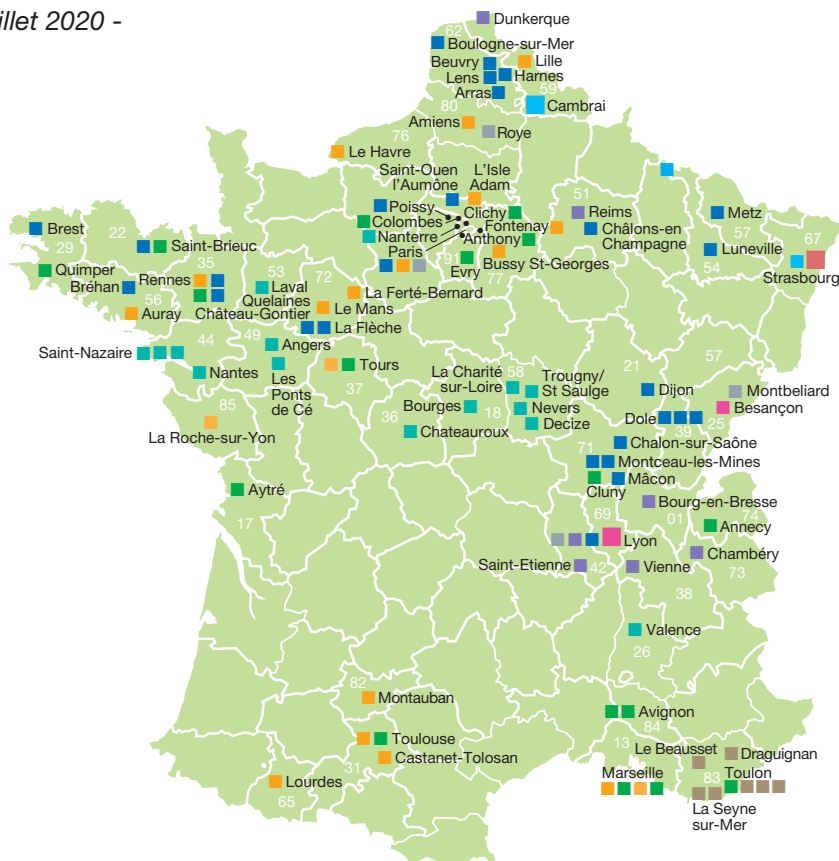 illet 2020 -
Dunkerque
62
Boulogne-sur-Mer
Beuvry
Lille
Lens
Harnes
59
Arras
Cambrai
80
Amiens
Roye
76
Le Havre
Saint-Ouen
l'Aumône
L'Isle
Adam
51
Poissy
Clichy
Reims
Metz
Colombes
Fontenay
Châlons-en
Champagne
57
67
Nanterre
Anthony
Luneville
Paris
91
Bussy St-Georges
54
Strasbourg
Evry
77
Brest
22
29
Saint-Brieuc
Quimper
35
Rennes
53
Laval
72
La Ferté-Bernard
Bréhan
Quelaines
56
Château-Gontier
Le Mans
Auray
49
La Flèche
44
Angers
Saint-Nazaire
Tours
Nantes
Les
Ponts
de Cé
37
La Charité
sur-Loire
58
Trougny/
St Saulge
21
57
Dijon
Montbeliard
85
36
Bourges
18
Nevers
Dole
Besançon
25
La Roche-sur-Yon
Chateauroux
Decize
39
Chalon-sur-Saône
71
Montceau-les-Mines
Mâcon
Cluny
Aytré
Bourg-en-Bresse
17
69
01
74
Annecy
Lyon
Chambéry
Saint-Etienne
42
Vienne
73
38
Valence
26
82
Montauban
Avignon
84
Toulouse
13
Le Beausset
Draguignan
Castanet-Tolosan
31
Marseille
83
Toulon
Lourdes
65
La Seyne
sur-Mer